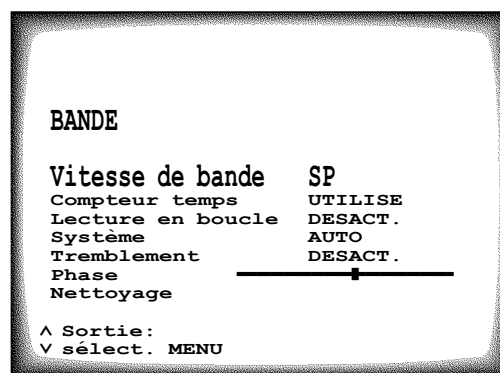 BANDE
Vitesse de bande SP
Compteur temps UTILISE
Lecture en boucle DESACT.
Système AUTO
Tremblement DESACT.
Phase
Nettoyage
∧ Sortie:
∨ sélect. MENU